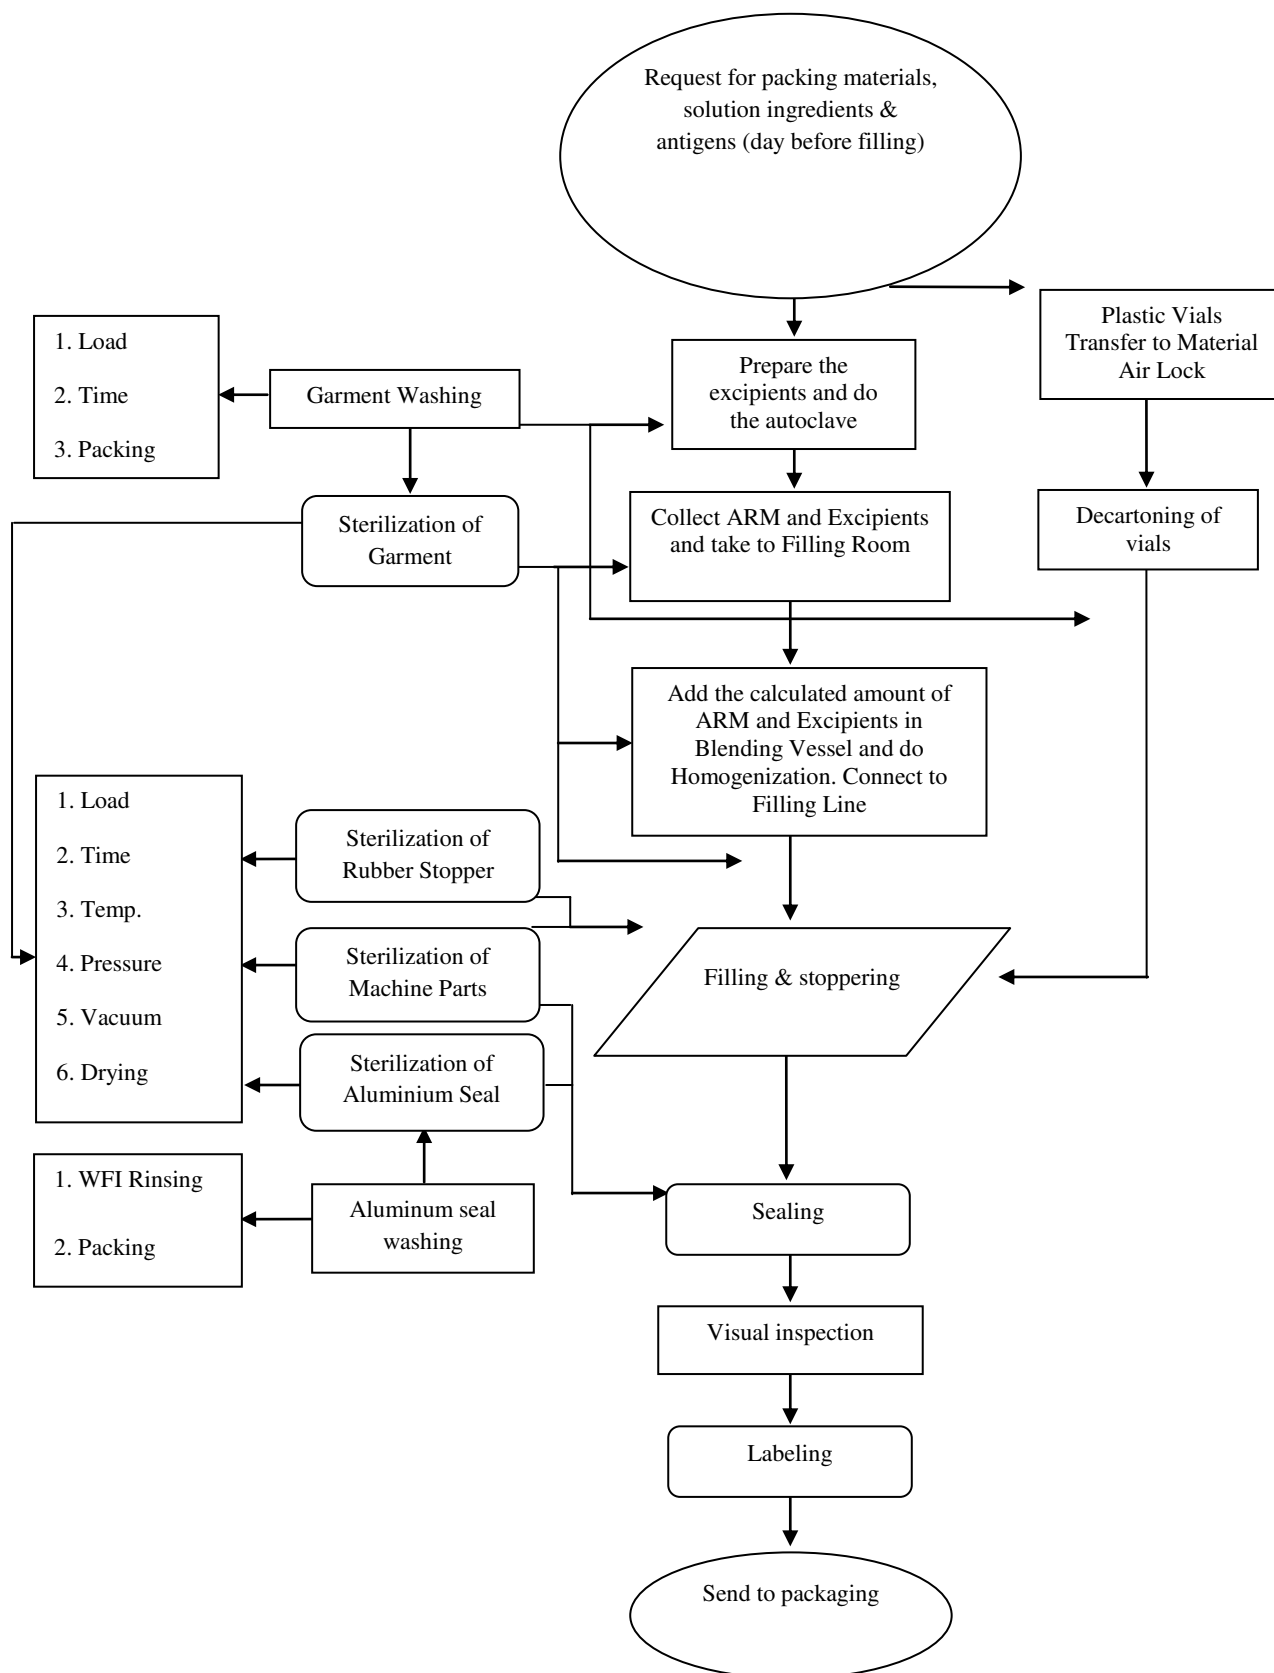 Request for packing materials,
solution ingredients &
antigens (day before filling)
Plastic Vials
Transfer to Material
Air Lock
1. Load
2. Time
3. Packing
Garment Washing
Prepare the
excipients and do
the autoclave
Sterilization of
Garment
Collect ARM and Excipients
and take to Filling Room
Decartoning of
vials
Add the calculated amount of
ARM and Excipients in
Blending Vessel and do
Homogenization. Connect to
Filling Line
1. Load
2. Time
3. Temp.
4. Pressure
5. Vacuum
6. Drying
Sterilization of
Rubber Stopper
Sterilization of
Machine Parts
Filling & stoppering
Sterilization of
Aluminium Seal
1. WFI Rinsing
2. Packing
Aluminum seal
washing
Sealing
Visual inspection
Labeling
Send to packaging